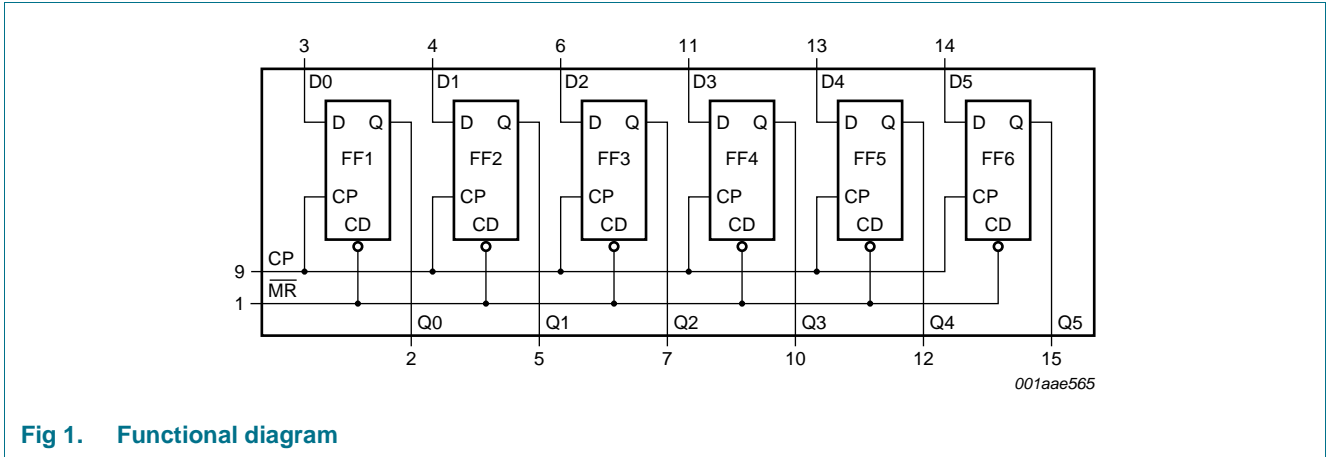 3 4 6 11 13 14
D0 D1 D2 D3 D4 D5
D Q D Q D Q D Q D Q D Q
FF1 FF2 FF3 FF4 FF5 FF6
CP CP CP CP CP CP
CD CD CD CD CD CD
9 CP
1 MR
Q0 Q1 Q2 Q3 Q4 Q5
2 5 7 10 12 15
001aae565
Fig 1. Functional diagram